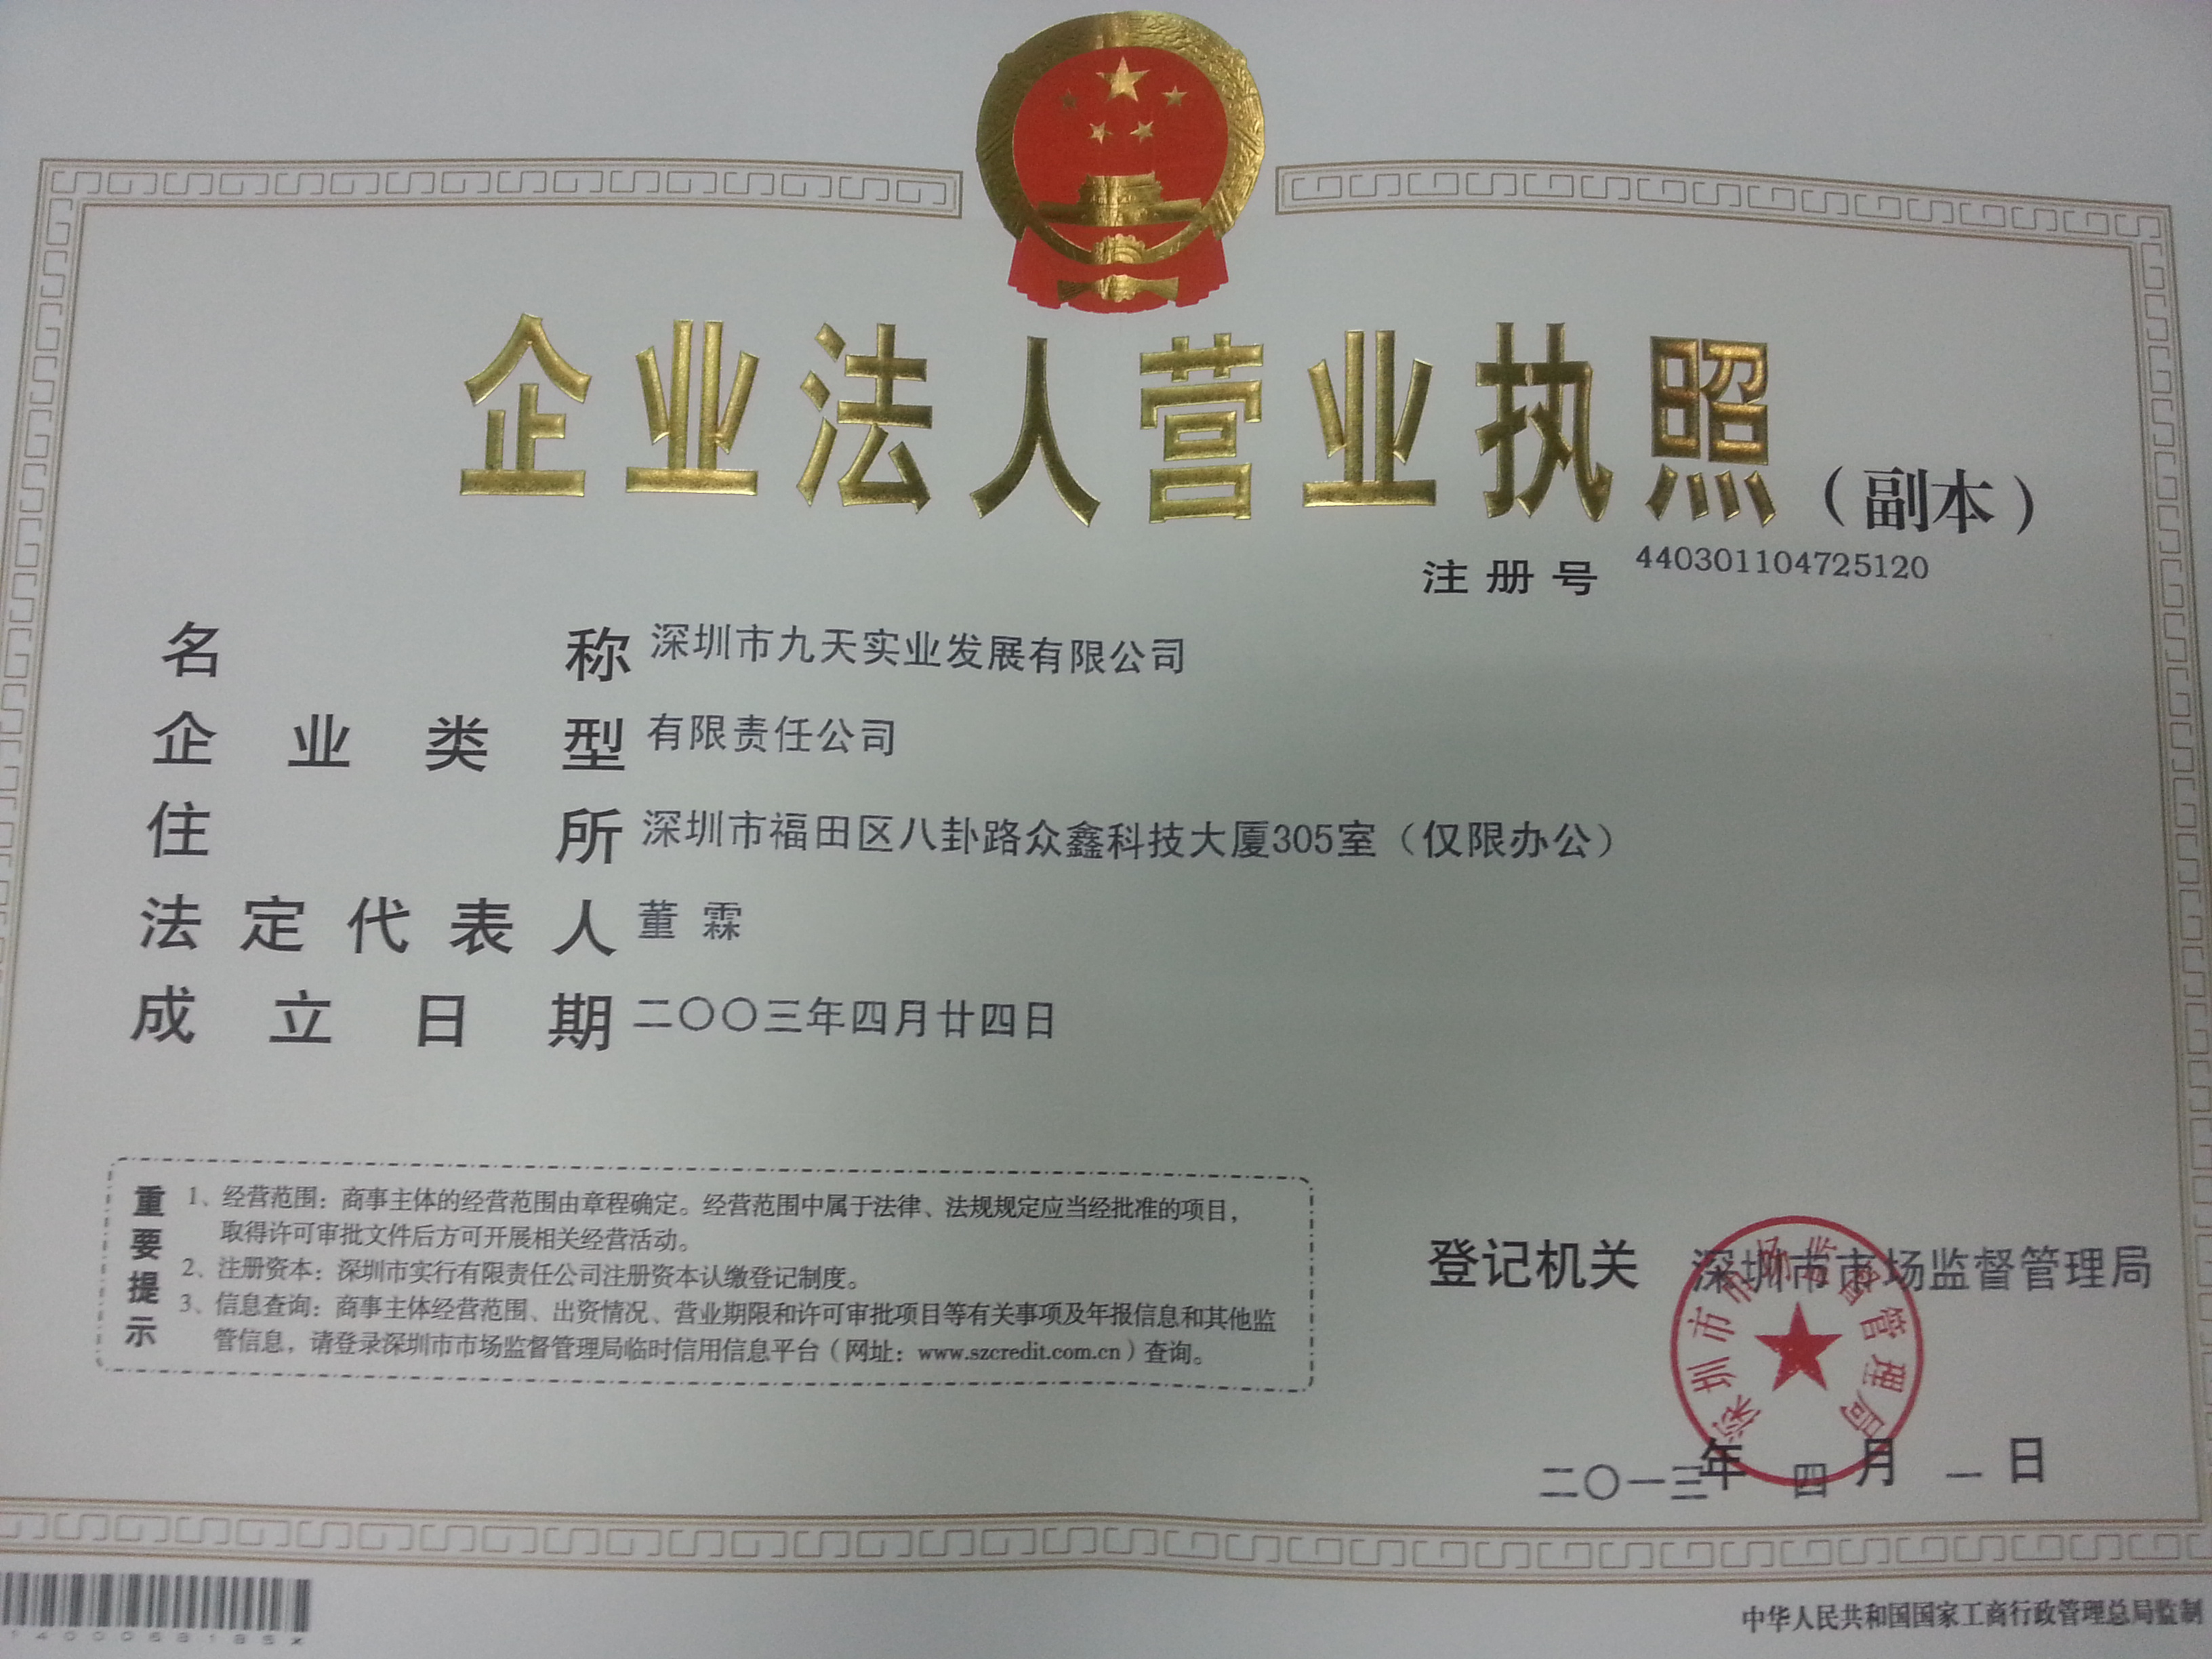 企业法人营业执照（副本）
注册号 440301104725120
名称 深圳市九天实业发展有限公司
企业类型 有限责任公司
住所 深圳市福田区八卦路众鑫科技大厦305室（仅限办公）
法定代表人 董霖
成立日期 二〇〇三年四月廿四日
重要提示
1、经营范围：商事主体的经营范围由章程确定。经营范围中属于法律、法规规定应当经批准的项目，
取得许可审批文件后方可开展相关经营活动。
2、注册资本：深圳市实行有限责任公司注册资本认缴登记制度。
3、信息查询：商事主体经营范围、出资情况、营业期限和许可审批项目等有关事项及年报信息和其他监
管信息，请登录深圳市市场监督管理局临时信用信息平台（网址：www.szcredit.com.cn）查询。
登记机关 深圳市市场监督管理局
深圳市市场监督管理局
二〇一三年四月一日
中华人民共和国国家工商行政管理总局监制